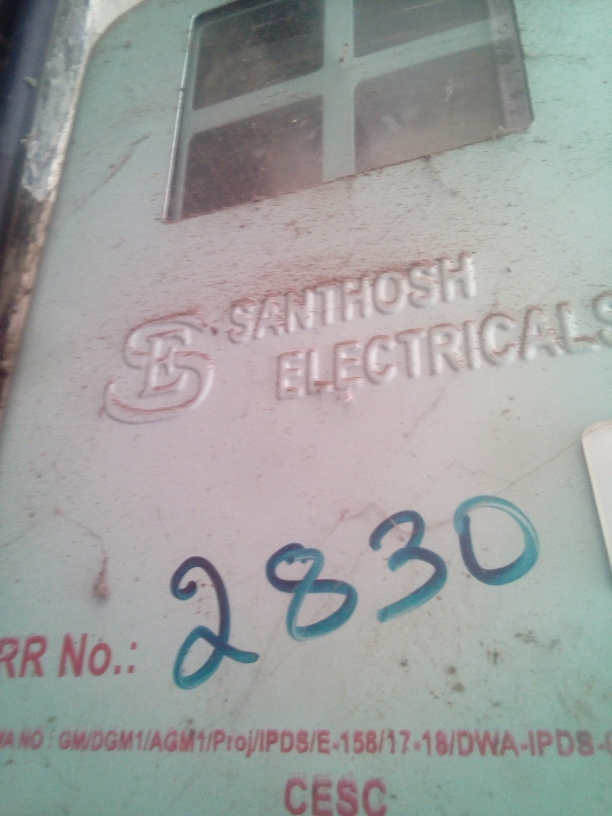 SE
SANTHOSH
ELECTRICALS
RR No.: 2830
GM/DGM1/AGM1/Proj/IPDS/E-158/17-18/DWA-IPDS-
CESC